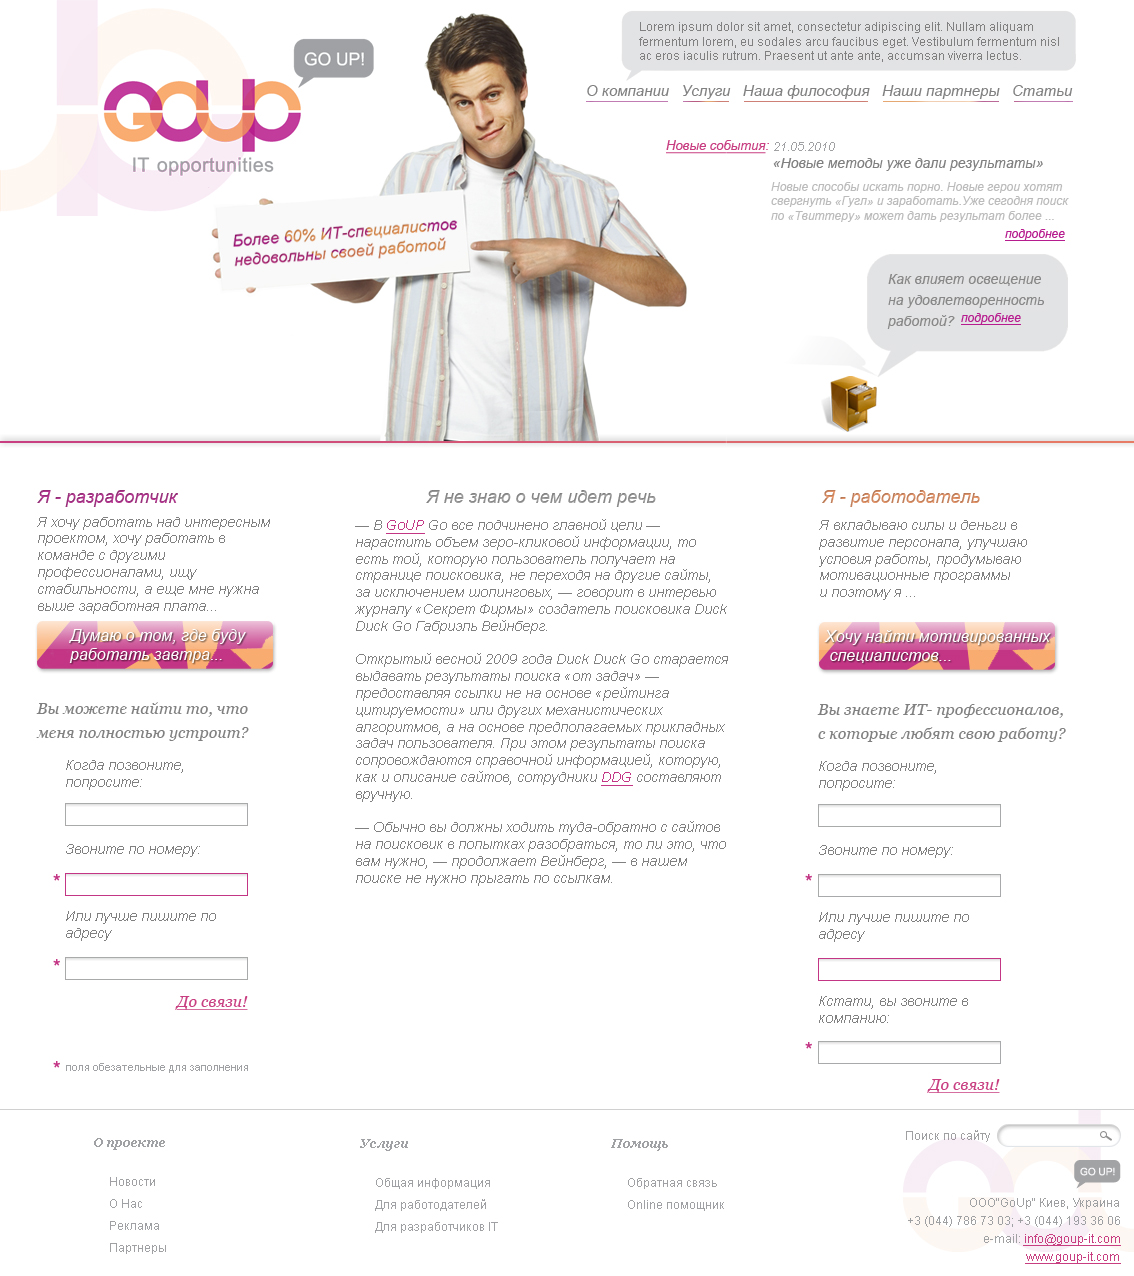 GO UP!
GOUP
IT opportunities
Lorem ipsum dolor sit amet, consectetur adipiscing elit. Nullam aliquam
fermentum lorem, eu sodales arcu faucibus eget. Vestibulum fermentum nisl
ac eros iaculis rutrum. Praesent ut ante ante, accumsan viverra lectus.
О компании Услуги Наша философия Наши партнеры Статьи
Новые события: 21.05.2010
«Новые методы уже дали результаты»
Новые способы искать порно. Новые герои хотят
свергнуть «Гугл» и заработать.Уже сегодня поиск
по «Твиттеру» может дать результат более ...
подробнее
Более 60% ИТ-специалистов
недовольны своей работой
Как влияет освещение
на удовлетворенность
работой? подробнее
Я - разработчик
Я хочу работать над интересным
проектом, хочу работать в
команде с другими
профессионалами, ищу
стабильности, а еще мне нужна
выше заработная плата...
Думаю о том, где буду
работать завтра...
Вы можете найти то, что
меня полностью устроит?
Когда позвоните,
попросите:
Звоните по номеру:
*
Или лучше пишите по
адресу
*
До связи!
* поля обезательные для заполнения
Я не знаю о чем идет речь
— В GoUP Go все подчинено главной цели —
нарастить объем зеро-кликовой информации, то
есть той, которую пользователь получает на
странице поисковика, не переходя на другие сайты,
за исключением шопинговых, — говорит в интервью
журналу «Секрет Фирмы» создатель поисковика Duck
Duck Go Габриэль Вейнберг.
Открытый весной 2009 года Duck Duck Go старается
выдавать результаты поиска «от задач» —
предоставляя ссылки не на основе «рейтинга
цитируемости» или других механистических
алгоритмов, а на основе предполагаемых прикладных
задач пользователя. При этом результаты поиска
сопровождаются справочной информацией, которую,
как и описание сайтов, сотрудники DDG составляют
вручную.
— Обычно вы должны ходить туда-обратно с сайтов
на поисковик в попытках разобраться, то ли это, что
вам нужно, — продолжает Вейнберг, — в нашем
поиске не нужно прыгать по ссылкам.
Я - работодатель
Я вкладываю силы и деньги в
развитие персонала, улучшаю
условия работы, продумываю
мотивационные программы
и поэтому я ...
Хочу найти мотивированных
специалистов...
Вы знаете ИТ- профессионалов,
с которые любят свою работу?
Когда позвоните,
попросите:
Звоните по номеру:
*
Или лучше пишите по
адресу
Кстати, вы звоните в
компанию:
*
До связи!
О проекте
Новости
О Нас
Реклама
Партнеры
Услуги
Общая информация
Для работодателей
Для разработчиков IT
Помощь
Обратная связь
Online помощник
Поиск по сайту
GO UP!
ООО"GoUp" Киев, Украина
+3 (044) 786 73 03; +3 (044) 193 36 06
e-mail: info@goup-it.com
www.goup-it.com